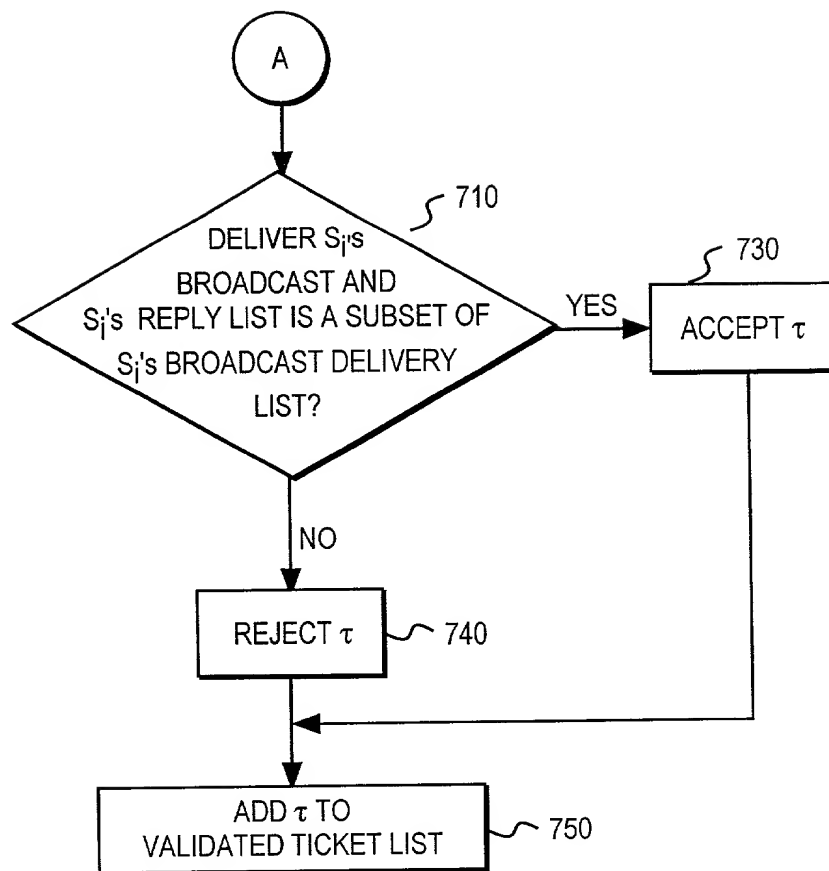 A
710
DELIVER Sj's
BROADCAST AND
Sj's REPLY LIST IS A SUBSET OF
Sj's BROADCAST DELIVERY
LIST?
YES
730
ACCEPT τ
NO
REJECT τ
740
ADD τ TO
VALIDATED TICKET LIST
750